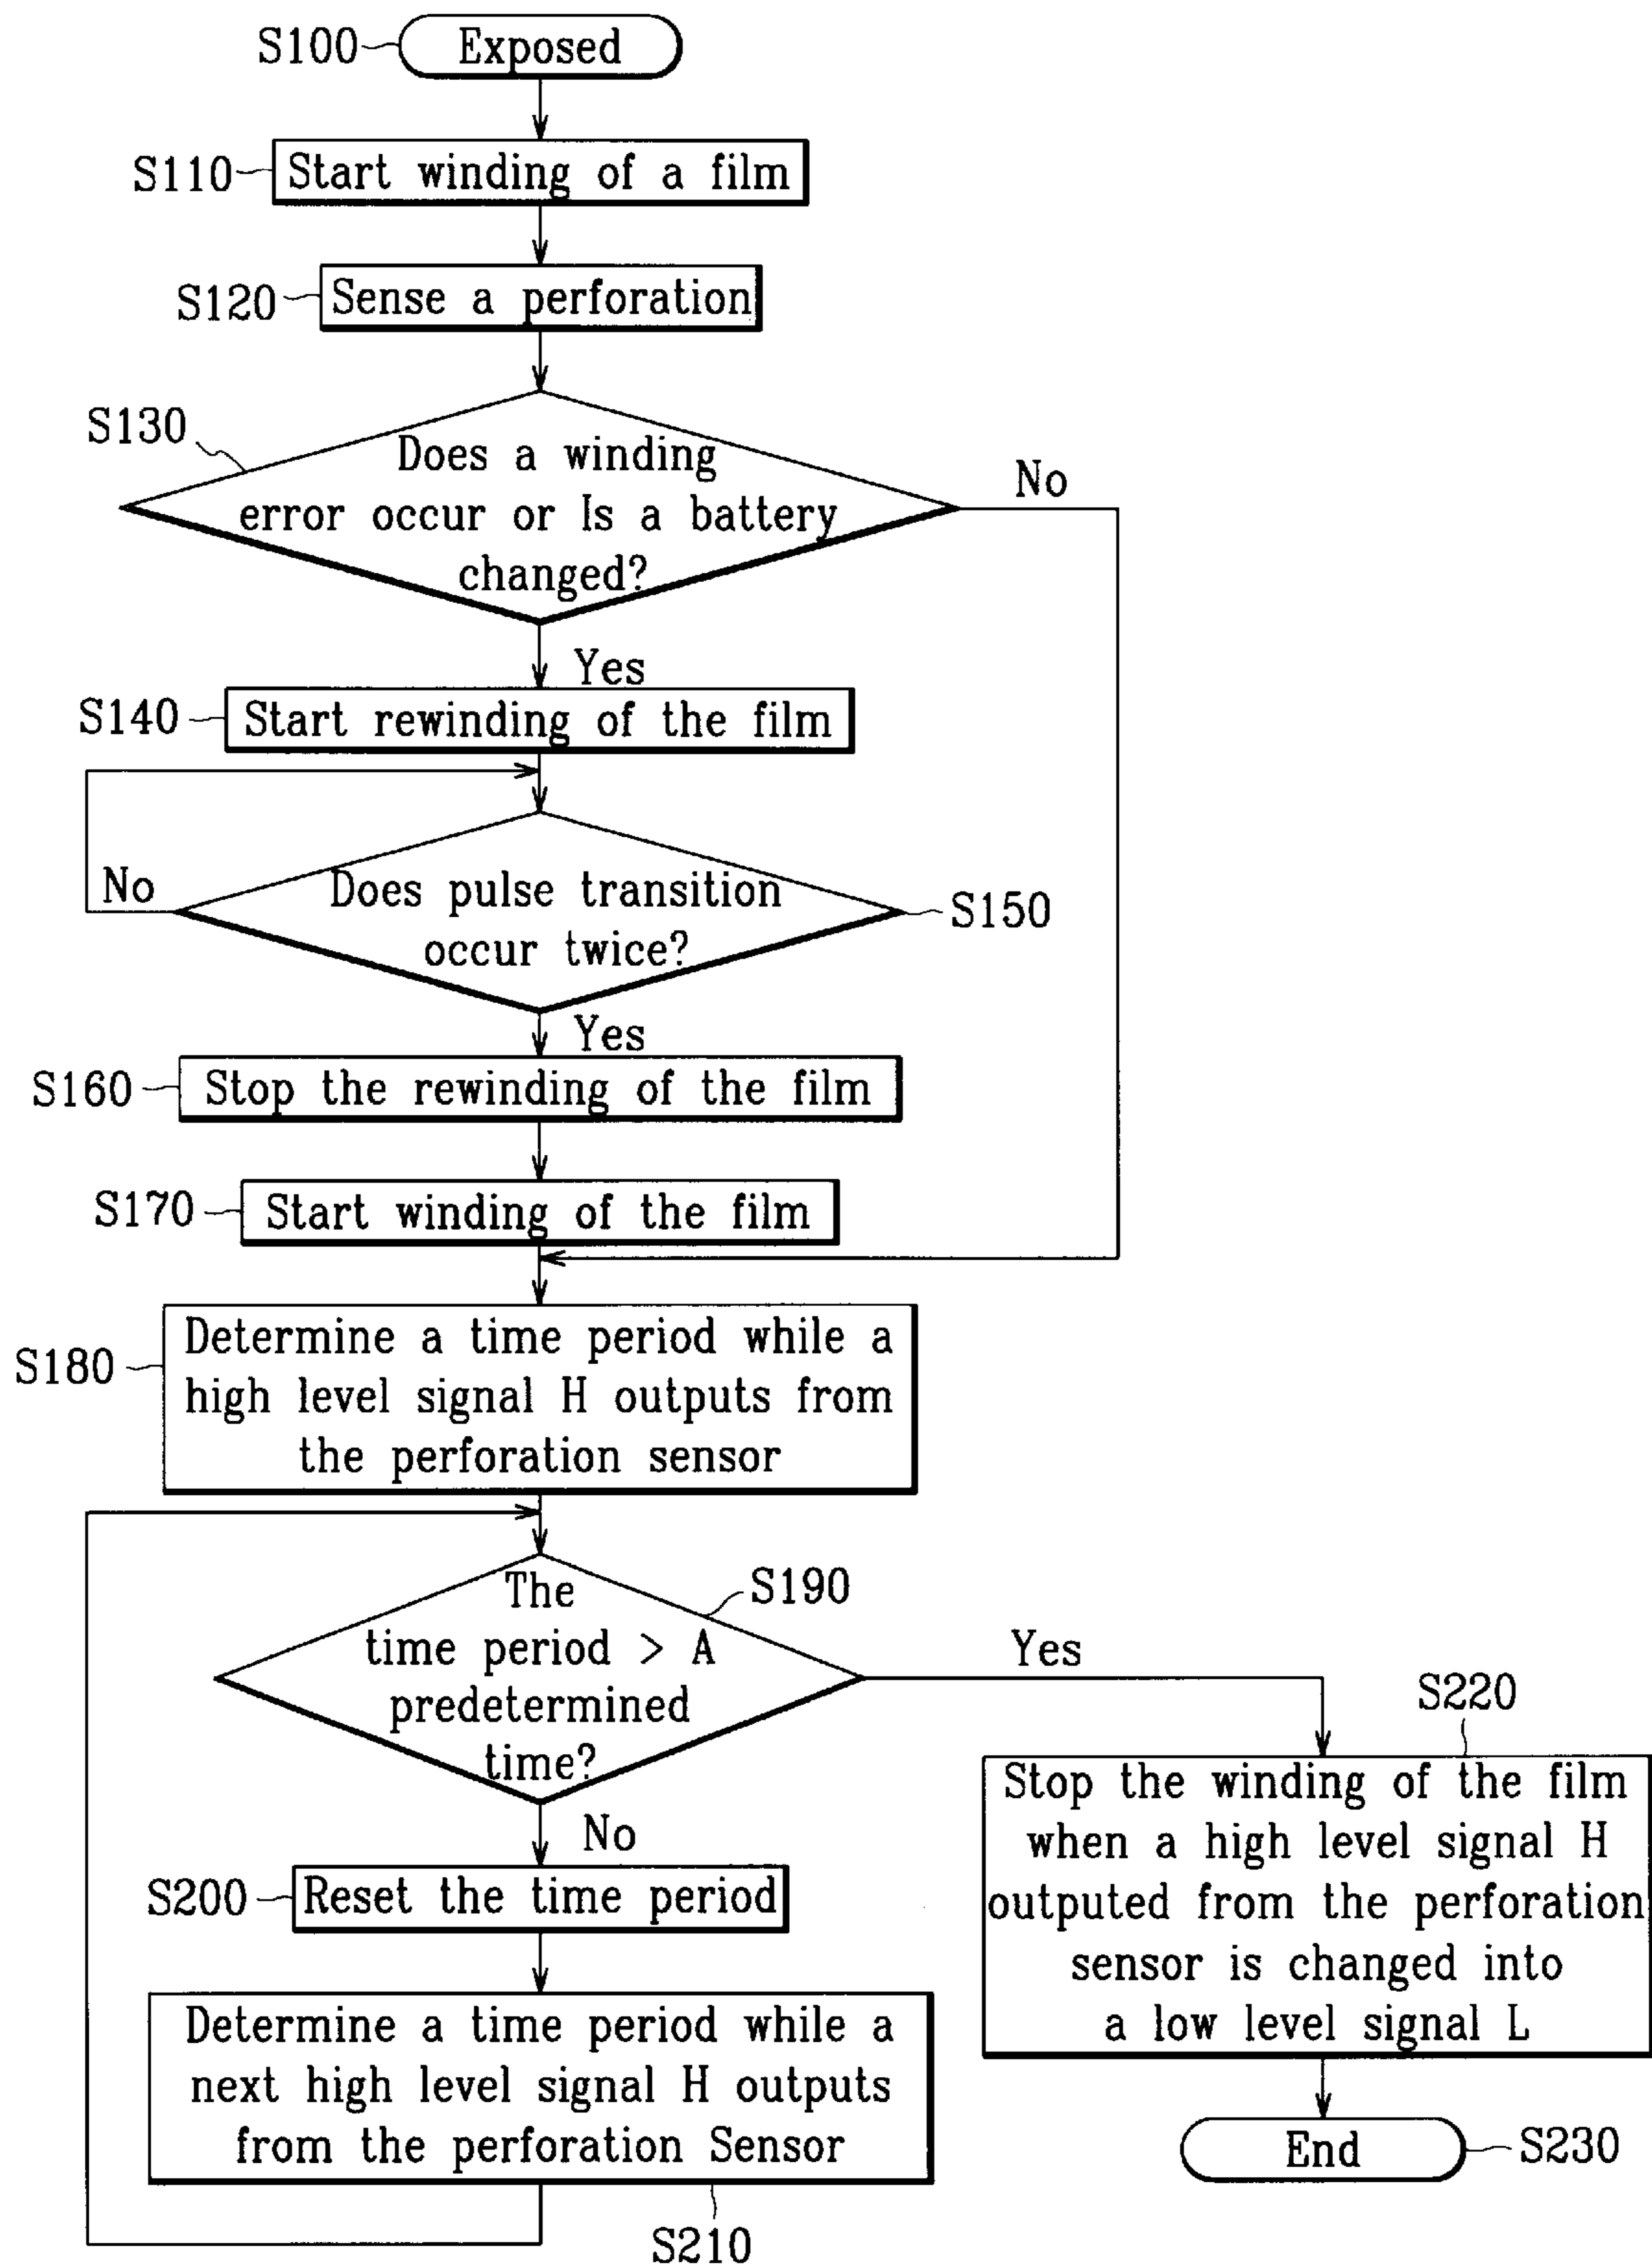 S100
Exposed
S110
Start winding of a film
S120
Sense a perforation
S130
Does a winding
error occur or Is a battery
changed?
No
Yes
S140
Start rewinding of the film
No
Does pulse transition
occur twice?
S150
Yes
S160
Stop the rewinding of the film
S170
Start winding of the film
S180
Determine a time period while a
high level signal H outputs from
the perforation sensor
The
time period > A
predetermined
time?
S190
Yes
No
S200
Reset the time period
Determine a time period while a
next high level signal H outputs
from the perforation Sensor
S210
S220
Stop the winding of the film
when a high level signal H
outputed from the perforation
sensor is changed into
a low level signal L
End
S230